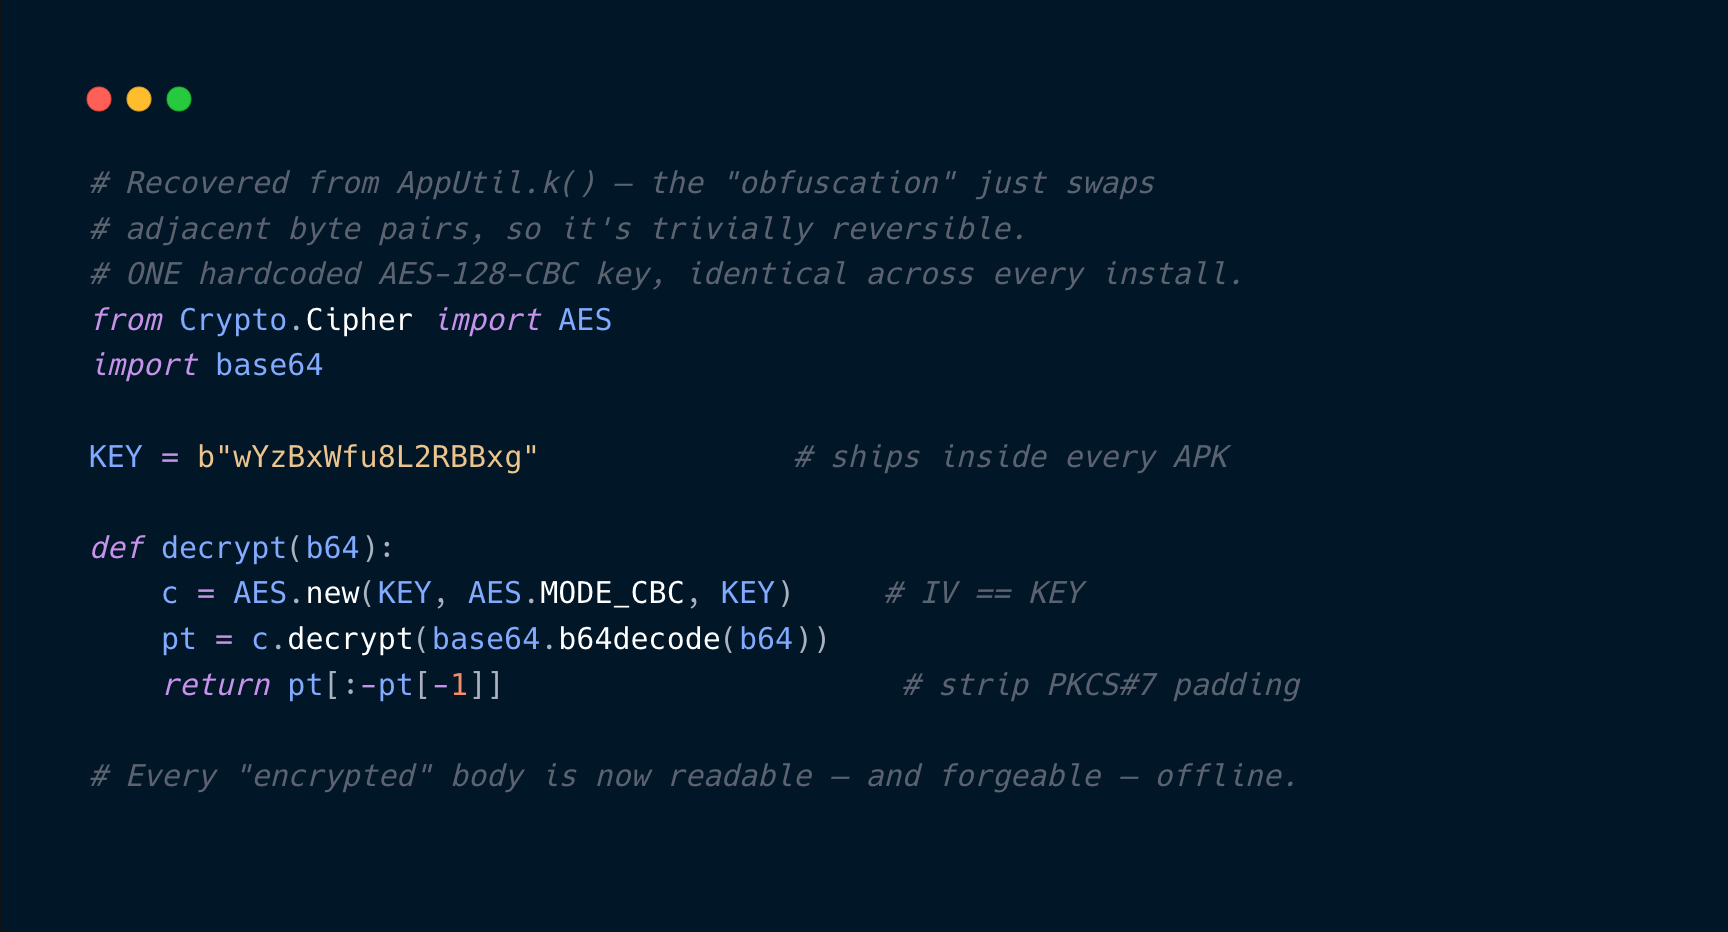 # Recovered from AppUtil.k() — the "obfuscation" just swaps
# adjacent byte pairs, so it's trivially reversible.
# ONE hardcoded AES-128-CBC key, identical across every install.
from Crypto.Cipher import AES
import base64
KEY = b"wYzBxWfu8L2RBBxg" # ships inside every APK
def decrypt(b64):
c = AES.new(KEY, AES.MODE_CBC, KEY) # IV == KEY
pt = c.decrypt(base64.b64decode(b64))
return pt[:-pt[-1]] # strip PKCS#7 padding
# Every "encrypted" body is now readable — and forgeable — offline.